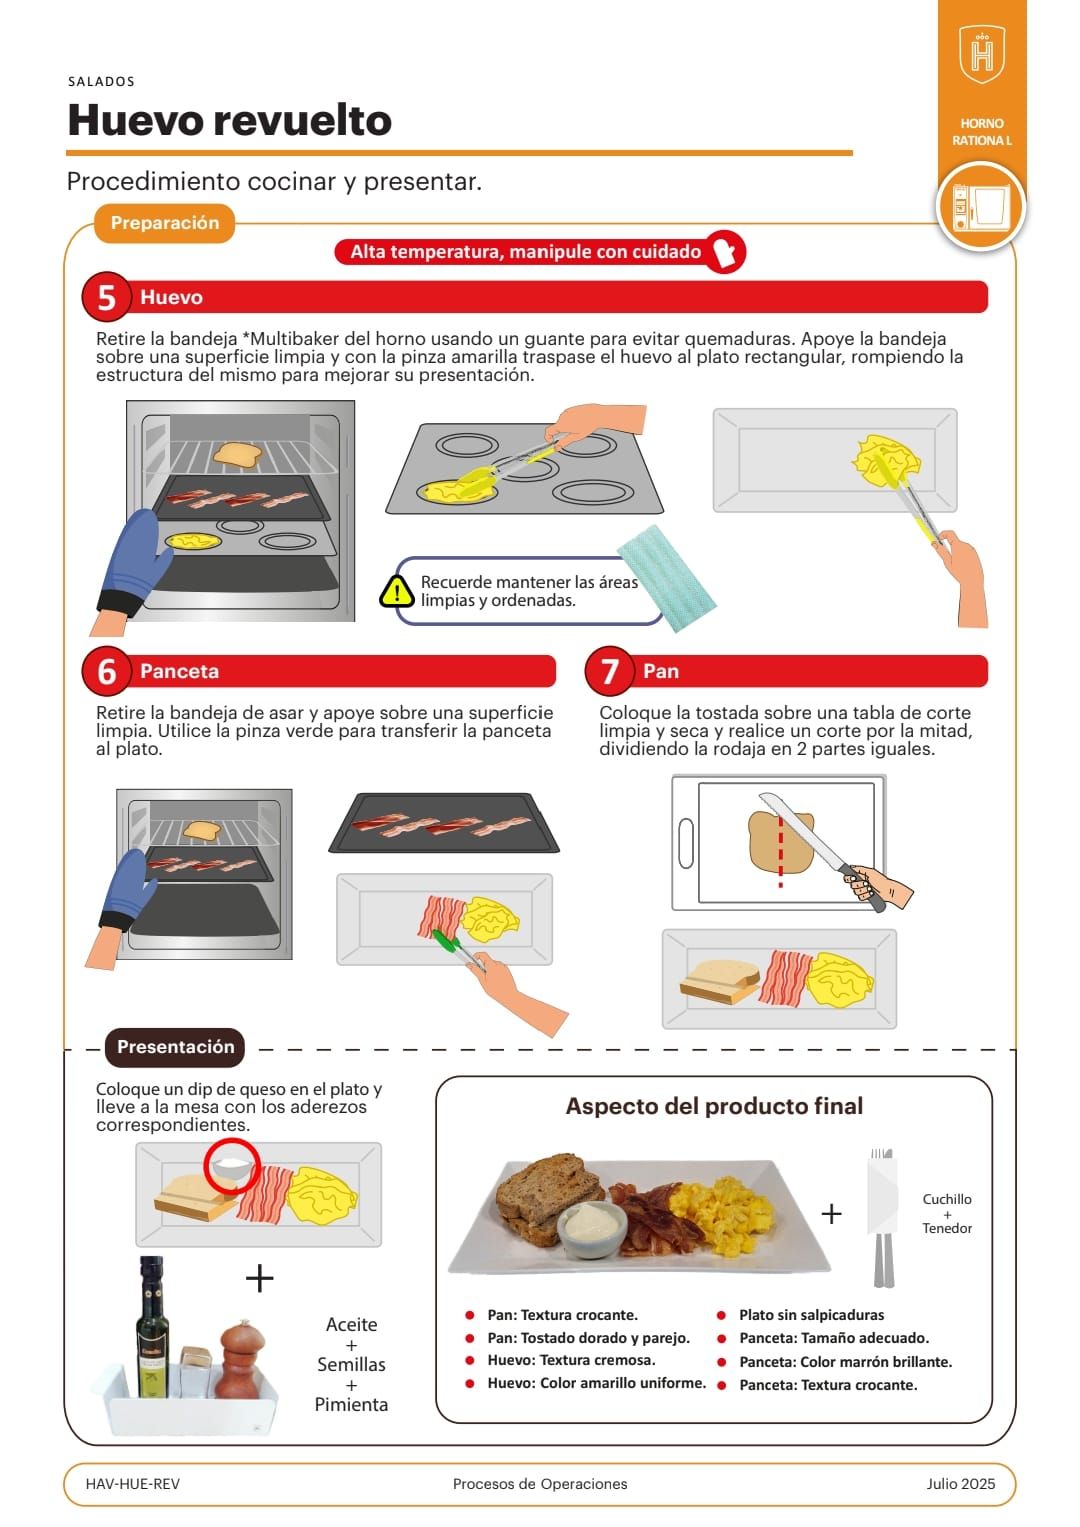 SALADOS
Huevo revuelto
Procedimiento cocinar y presentar.
H
HORNO
RATIONAL
Preparación
Alta temperatura, manipule con cuidado
5 Huevo
Retire la bandeja *Multibaker del horno usando un guante para evitar quemaduras. Apoye la bandeja
sobre una superficie limpia y con la pinza amarilla traspase el huevo al plato rectangular, rompiendo la
estructura del mismo para mejorar su presentación.
Recuerde mantener las áreas
limpias y ordenadas.
6 Panceta
Retire la bandeja de asar y apoye sobre una superficie
limpia. Utilice la pinza verde para transferir la panceta
al plato.
7 Pan
Coloque la tostada sobre una tabla de corte
limpia y seca y realice un corte por la mitad,
dividiendo la rodaja en 2 partes iguales.
Presentación
Coloque un dip de queso en el plato y
lleve a la mesa con los aderezos
correspondientes.
+
Aceite
+
Semillas
+
Pimienta
Aspecto del producto final
+
Cuchillo
+
Tenedor
Pan: Textura crocante.
Pan: Tostado dorado y parejo.
Huevo: Textura cremosa.
Huevo: Color amarillo uniforme.
Plato sin salpicaduras
Panceta: Tamaño adecuado.
Panceta: Color marrón brillante.
Panceta: Textura crocante.
HAV-HUE-REV
Procesos de Operaciones
Julio 2025